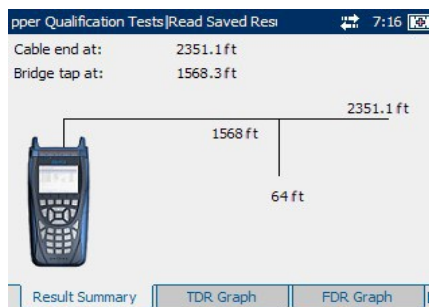 pper Qualification Tests|Read Saved Resu
7:16
Cable end at: 2351.1ft
Bridge tap at: 1568.3ft
2351.1ft
1568ft
64ft
Result Summary TDR Graph FDR Graph